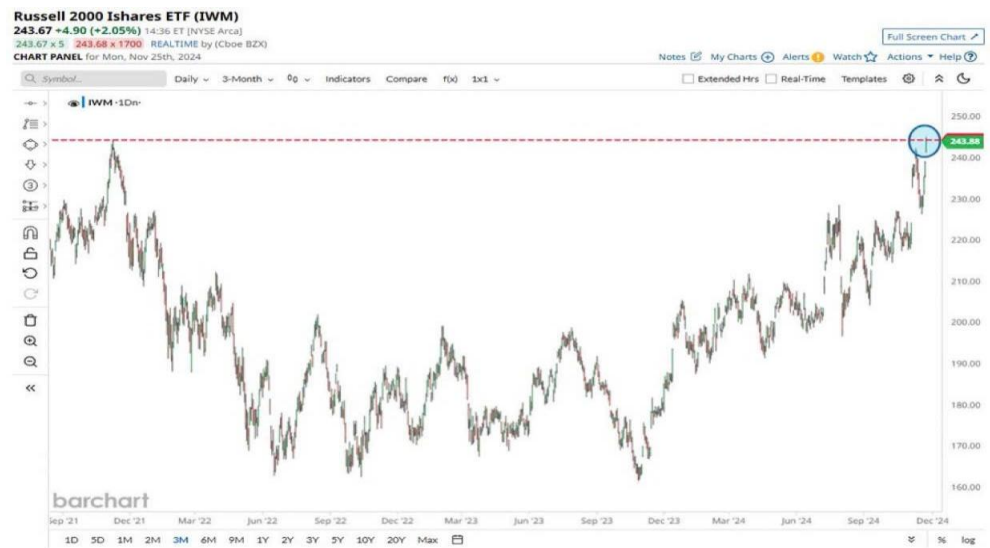 Russell 2000 Ishares ETF (IWM)
243.67 +4.90 (+2.05%) 14:36 ET [NYSE Arca]
243.67 x 5 243.68 x 1700 REALTIME by (Cboe BZX)
Full Screen Chart
CHART PANEL for Mon, Nov 25th, 2024
Notes My Charts Alerts Watch Actions Help
Symbol... Daily 3-Month Indicators Compare f(x) 1x1 Extended Hrs Real-Time Templates
IWM ·1Dn·
250.00
243.88
240.00
230.00
220.00
210.00
200.00
190.00
180.00
170.00
160.00
barchart
Sep '21 Dec '21 Mar '22 Jun '22 Sep '22 Dec '22 Mar '23 Jun '23 Sep '23 Dec '23 Mar '24 Jun '24 Sep '24 Dec '24
1D 5D 1M 2M 3M 6M 9M 1Y 2Y 3Y 5Y 10Y 20Y Max % log